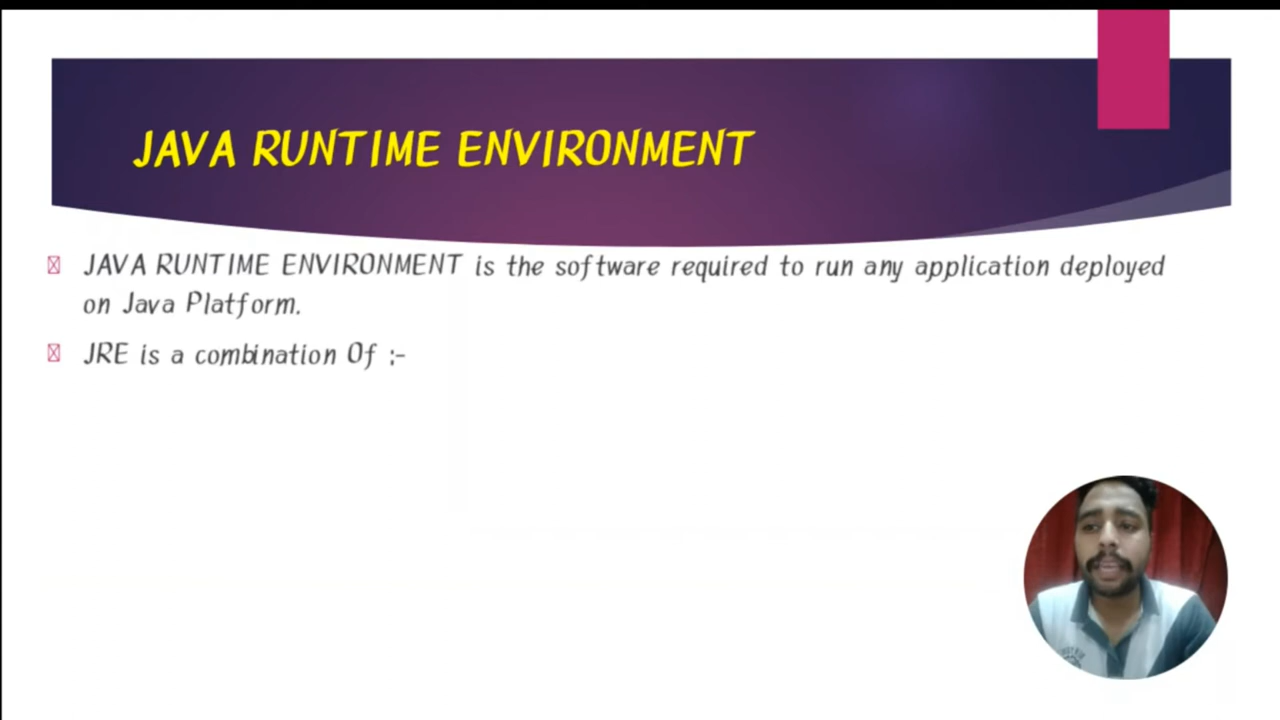 JAVA RUNTIME ENVIRONMENT
JAVA RUNTIME ENVIRONMENT is the software required to run any application deployed
on Java Platform.
JRE is a combination Of :-